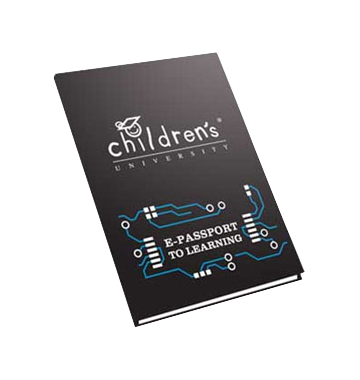 children's®
UNIVERSITY
E-PASSPORT
TO LEARNING